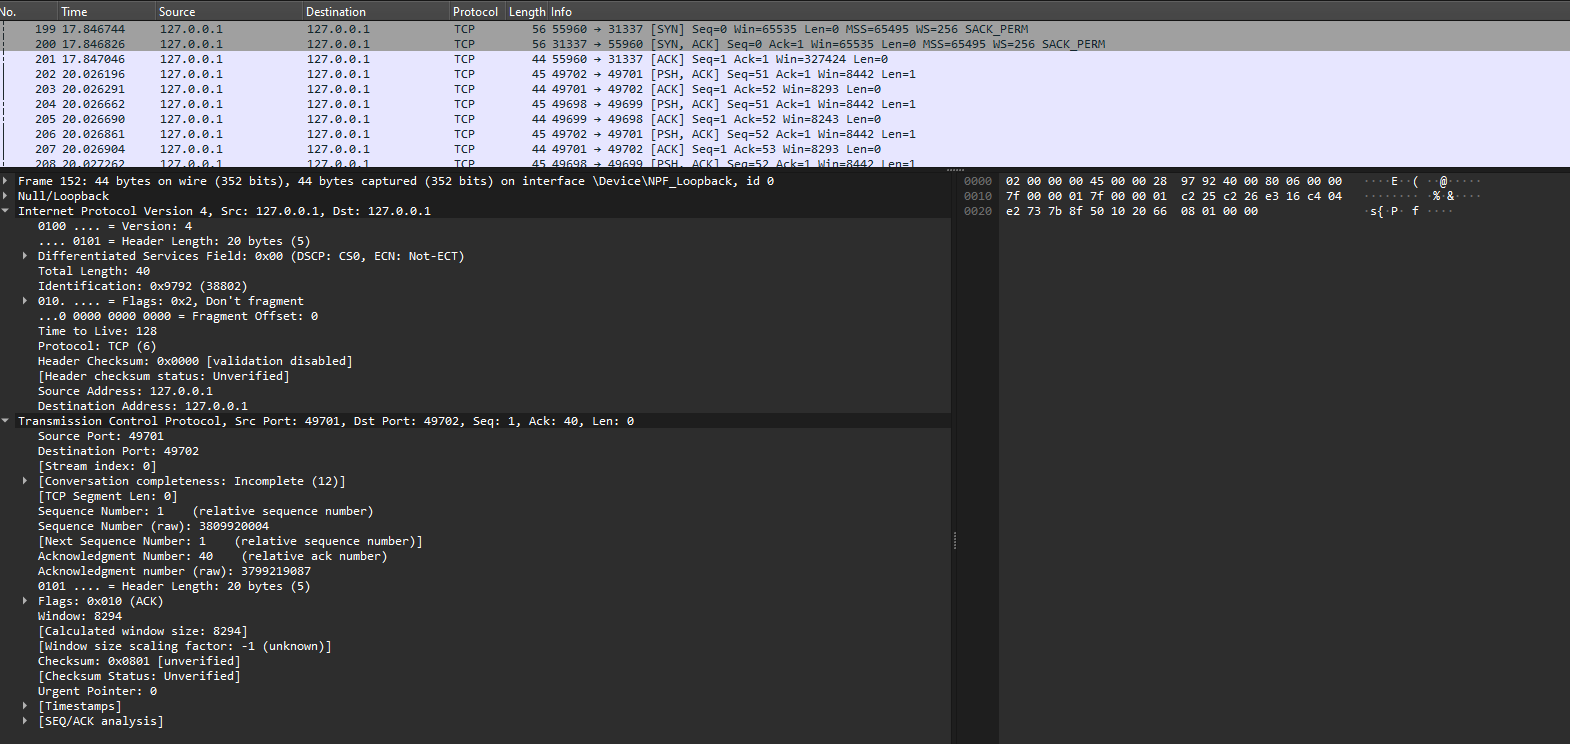 No. Time Source Destination Protocol Length Info
199 17.846744 127.0.0.1 127.0.0.1 TCP 56 55960 → 31337 [SYN] Seq=0 Win=65535 Len=0 MSS=65495 WS=256 SACK_PERM
200 17.846826 127.0.0.1 127.0.0.1 TCP 56 31337 → 55960 [SYN, ACK] Seq=0 Ack=1 Win=65535 Len=0 MSS=65495 WS=256 SACK_PERM
201 17.847046 127.0.0.1 127.0.0.1 TCP 44 55960 → 31337 [ACK] Seq=1 Ack=1 Win=327424 Len=0
202 20.026196 127.0.0.1 127.0.0.1 TCP 45 49702 → 49701 [PSH, ACK] Seq=51 Ack=1 Win=8442 Len=1
203 20.026291 127.0.0.1 127.0.0.1 TCP 44 49701 → 49702 [ACK] Seq=1 Ack=52 Win=8293 Len=0
204 20.026662 127.0.0.1 127.0.0.1 TCP 45 49698 → 49699 [PSH, ACK] Seq=51 Ack=1 Win=8442 Len=1
205 20.026690 127.0.0.1 127.0.0.1 TCP 44 49699 → 49698 [ACK] Seq=1 Ack=52 Win=8243 Len=0
206 20.026861 127.0.0.1 127.0.0.1 TCP 45 49702 → 49701 [PSH, ACK] Seq=52 Ack=1 Win=8442 Len=1
207 20.026904 127.0.0.1 127.0.0.1 TCP 44 49701 → 49702 [ACK] Seq=1 Ack=53 Win=8293 Len=0
208 20.027262 127.0.0.1 127.0.0.1 TCP 45 49698 → 49699 [PSH, ACK] Seq=52 Ack=1 Win=8442 Len=1
Frame 152: 44 bytes on wire (352 bits), 44 bytes captured (352 bits) on interface \Device\NPF_Loopback, id 0
Null/Loopback
Internet Protocol Version 4, Src: 127.0.0.1, Dst: 127.0.0.1
0100 .... = Version: 4
.... 0101 = Header Length: 20 bytes (5)
Differentiated Services Field: 0x00 (DSCP: CS0, ECN: Not-ECT)
Total Length: 40
Identification: 0x9792 (38802)
010. .... = Flags: 0x2, Don't fragment
...0 0000 0000 0000 = Fragment Offset: 0
Time to Live: 128
Protocol: TCP (6)
Header Checksum: 0x0000 [validation disabled]
[Header checksum status: Unverified]
Source Address: 127.0.0.1
Destination Address: 127.0.0.1
Transmission Control Protocol, Src Port: 49701, Dst Port: 49702, Seq: 1, Ack: 40, Len: 0
Source Port: 49701
Destination Port: 49702
[Stream index: 0]
[Conversation completeness: Incomplete (12)]
[TCP Segment Len: 0]
Sequence Number: 1 (relative sequence number)
Sequence Number (raw): 3809920004
[Next Sequence Number: 1 (relative sequence number)]
Acknowledgment Number: 40 (relative ack number)
Acknowledgment number (raw): 3799219087
0101 .... = Header Length: 20 bytes (5)
Flags: 0x010 (ACK)
Window: 8294
[Calculated window size: 8294]
[Window size scaling factor: -1 (unknown)]
Checksum: 0x0801 [unverified]
[Checksum Status: Unverified]
Urgent Pointer: 0
[Timestamps]
[SEQ/ACK analysis]
0000 02 00 00 00 45 00 00 28 97 92 40 00 80 06 00 00 ····E··( ··@·····
0010 7f 00 00 01 7f 00 00 01 c2 25 c2 26 e3 16 c4 04 ········ ·%·&····
0020 e2 73 7b 8f 50 10 20 66 08 01 00 00 ·s{·P· f ····